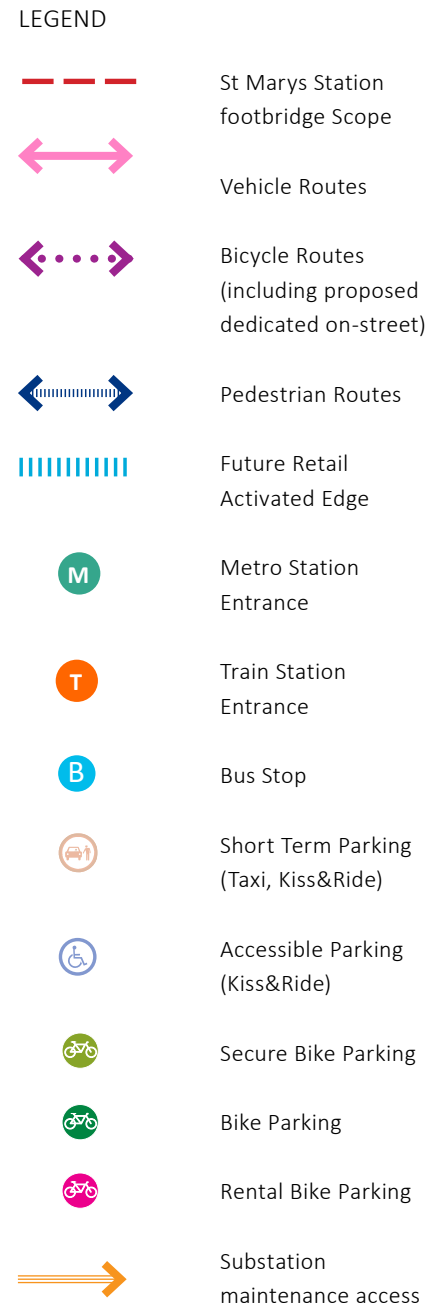 LEGEND
St Marys Station
footbridge Scope
Vehicle Routes
Bicycle Routes
(including proposed
dedicated on-street)
Pedestrian Routes
Future Retail
Activated Edge
M Metro Station
Entrance
T Train Station
Entrance
B Bus Stop
Short Term Parking
(Taxi, Kiss&Ride)
Accessible Parking
(Kiss&Ride)
Secure Bike Parking
Bike Parking
Rental Bike Parking
Substation
maintenance access